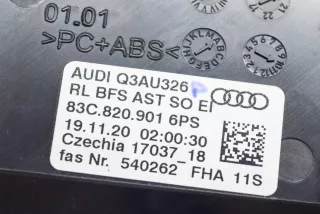 01.01
>PC+ABS<
AUDI Q3AU326
RL BFS AST SO EI
83C.820.901 6PS
19.11.20 02:00:30
Czechia 17037_18
fas Nr. 540262 FHA 11S